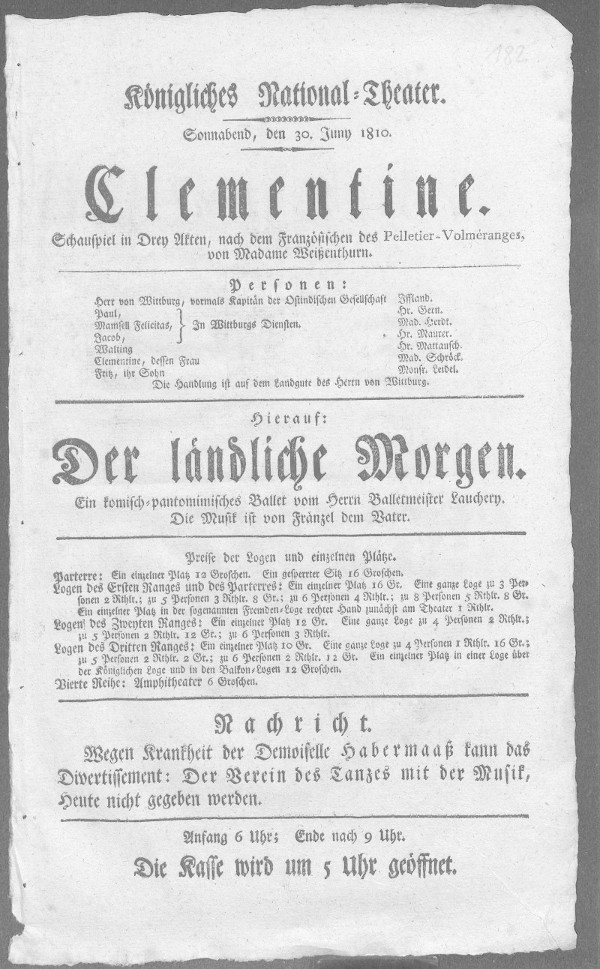 182
Königliches National-Theater.
Sonnabend, den 30. Juny 1810.
Clementine.
Schauspiel in Drey Akten, nach dem Französischen des Pelletier-Volméranges,
von Madame Weißenthurn.
Personen:
Herr von Wittburg, vormals Kapitän der Ostindischen Gesellschaft Iffland.
Paul, Hr. Gern.
Mamsell Felicitas, } In Wittburgs Diensten. Mad. Herdt.
Jacob, Hr. Maurer.
Walling Hr. Mattausch.
Clementine, dessen Frau Mad. Schröck.
Fritz, ihr Sohn Monsr. Leidel.
Die Handlung ist auf dem Landgute des Herrn von Wittburg.
Hierauf:
Der ländliche Morgen.
Ein komisch-pantomimisches Ballet vom Herrn Balletmeister Lauchery.
Die Musik ist von Fränzel dem Vater.
Preise der Logen und einzelnen Plätze.
Parterre: Ein einzelner Platz 12 Groschen. Ein gesperrter Sitz 16 Groschen.
Logen des Ersten Ranges und des Parterres: Ein einzelner Platz 16 Gr. Eine ganze Loge zu 3 Per-
sonen 2 Rthlr.; zu 5 Personen 3 Rthlr. 8 Gr.; zu 6 Personen 4 Rthlr.; zu 8 Personen 5 Rthlr. 8 Gr.
Ein einzelner Platz in der sogenannten Fremden-Loge rechter Hand zunächst am Theater 1 Rthlr.
Logen des Zweyten Ranges: Ein einzelner Platz 12 Gr. Eine ganze Loge zu 4 Personen 2 Rthlr.;
zu 5 Personen 2 Rthlr. 12 Gr.; zu 6 Personen 3 Rthlr.
Logen des Dritten Ranges: Ein einzelner Platz 10 Gr. Eine ganze Loge zu 4 Personen 1 Rthlr. 16 Gr.;
zu 5 Personen 2 Rthlr. 2 Gr.; zu 6 Personen 2 Rthlr. 12 Gr. Ein einzelner Platz in einer Loge über
der Königlichen Loge und in den Balkon-Logen 12 Groschen.
Vierte Reihe: Amphitheater 6 Groschen.
Nachricht.
Wegen Krankheit der Demoiselle Habermaaß kann das
Divertissement: Der Verein des Tanzes mit der Musik,
Heute nicht gegeben werden.
Anfang 6 Uhr; Ende nach 9 Uhr.
Die Kasse wird um 5 Uhr geöffnet.